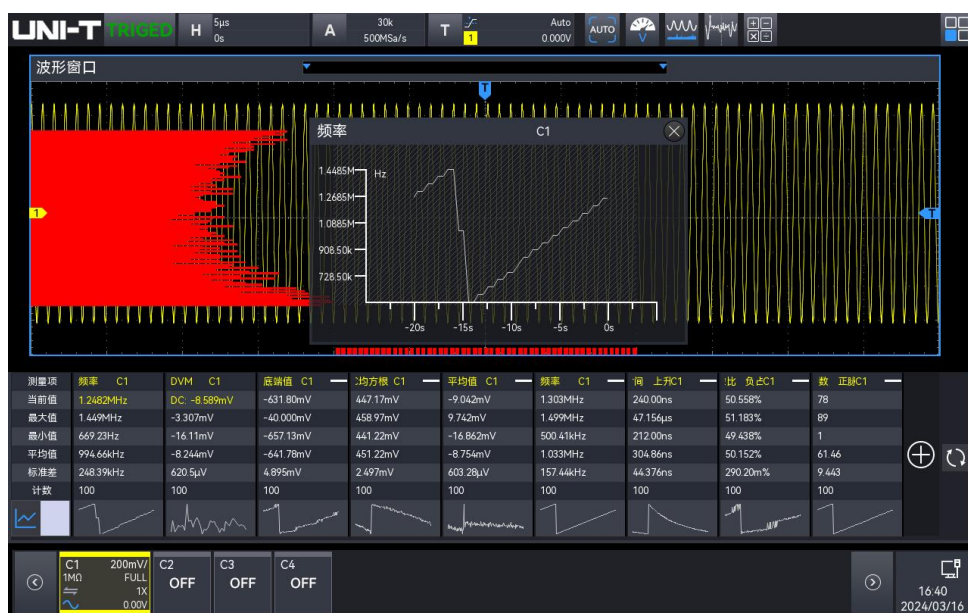 UNI-T TRIGED H 5μs 0s A 30k 500MSa/s T 1 Auto 0.000V AUTO V
波形窗口
T
频率 C1
1.4485M Hz
1.2685M
1.0885M
908.50k
728.50k
-20s -15s -10s -5s 0s
1
T
测量项 频率 C1 DVM C1 底端值 C1 均方根 C1 平均值 C1 频率 C1 间 上升C1 比 负占C1 数 正脉C1
当前值 1.2482MHz DC: -8.589mV -631.80mV 447.17mV -9.042mV 1.303MHz 240.00ns 50.558% 78
最大值 1.449MHz -3.307mV -40.000mV 458.97mV 9.742mV 1.499MHz 47.156μs 51.183% 89
最小值 669.23Hz -16.11mV -657.13mV 441.22mV -16.862mV 500.41kHz 212.00ns 49.438% 1
平均值 994.66kHz -8.244mV -641.78mV 451.22mV -8.754mV 1.033MHz 304.86ns 50.152% 61.46
标准差 248.39kHz 620.5μV 4.895mV 2.497mV 603.28μV 157.44kHz 44.376ns 290.20m% 9.443
计数 100 100 100 100 100 100 100 100 100
C1 200mV/ C2 C3 C4
1MΩ FULL OFF OFF OFF
1X
0.00V
16:40
2024/03/16